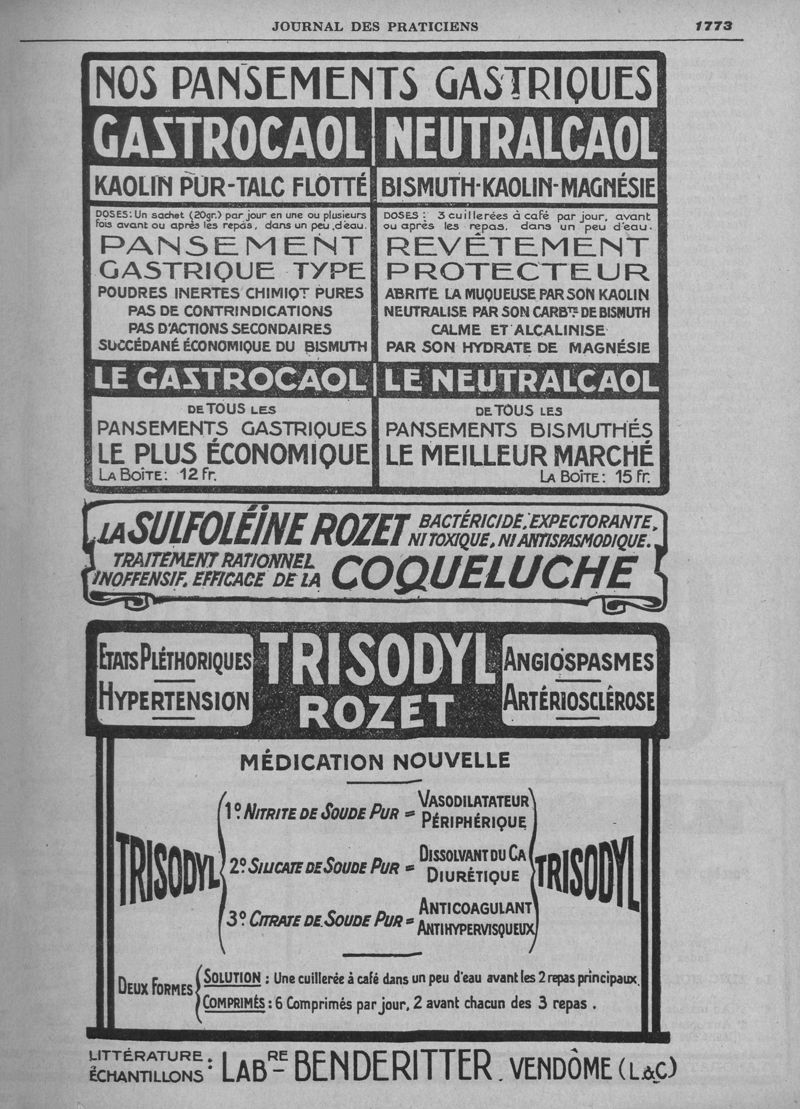 JOURNAL DES PRATICIENS 1773
NOS PANSEMENTS GASTRIQUES
GASTROCAOL
KAOLIN PUR-TALC FLOTTÉ
DOSES: Un sachet (20gr.) par jour en une ou plusieurs
fois avant ou après les repas, dans un peu d'eau.
PANSEMENT
GASTRIQUE TYPE
POUDRES INERTES CHIMIQT PURES
PAS DE CONTRINDICATIONS
PAS D'ACTIONS SECONDAIRES
SUCCÉDANÉ ÉCONOMIQUE DU BISMUTH
LE GASTROCAOL
DE TOUS LES
PANSEMENTS GASTRIQUES
LE PLUS ÉCONOMIQUE
LA BOÎTE: 12 fr.
NEUTRALCAOL
BISMUTH-KAOLIN-MAGNÉSIE
DOSES: 3 cuillerées à café par jour, avant
ou après les repas, dans un peu d'eau.
REVÊTEMENT
PROTECTEUR
ABRITE LA MUQUEUSE PAR SON KAOLIN
NEUTRALISE PAR SON CARBTE DE BISMUTH
CALME ET ALCALINISE
PAR SON HYDRATE DE MAGNÉSIE
LE NEUTRALCAOL
DE TOUS LES
PANSEMENTS BISMUTHÉS
LE MEILLEUR MARCHÉ
LA BOÎTE: 15 fr.
LA SULFOLÉINE ROZET BACTÉRICIDE, EXPECTORANTE,
NI TOXIQUE, NI ANTISPASMODIQUE.
TRAITEMENT RATIONNEL
INOFFENSIF, EFFICACE DE LA COQUELUCHE
ETATS PLÉTHORIQUES
HYPERTENSION
TRISODYL
ROZET
ANGIOSPASMES
ARTÉRIOSCLÉROSE
MÉDICATION NOUVELLE
TRISODYL
1º. NITRITE DE SOUDE PUR = VASODILATATEUR
PÉRIPHÉRIQUE
2º. SILICATE DE SOUDE PUR = DISSOLVANT DU CA
DIURÉTIQUE
3º. CITRATE DE SOUDE PUR = ANTICOAGULANT
ANTIHYPERVISQUEUX
TRISODYL
DEUX FORMES
SOLUTION : Une cuillerée à café dans un peu d'eau avant les 2 repas principaux.
COMPRIMÉS : 6 Comprimés par jour, 2 avant chacun des 3 repas.
LITTÉRATURE
ÉCHANTILLONS : LABRE BENDERITTER. VENDÔME (L.&C.)